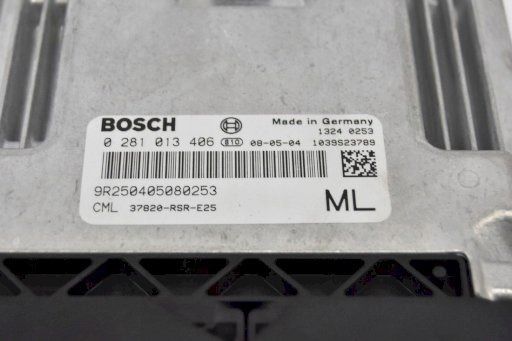 BOSCH Made in Germany
1324 0253
0 281 013 406 G10 08-05-04 1039S23789
9R250405080253
CML 37820-RSR-E25 ML